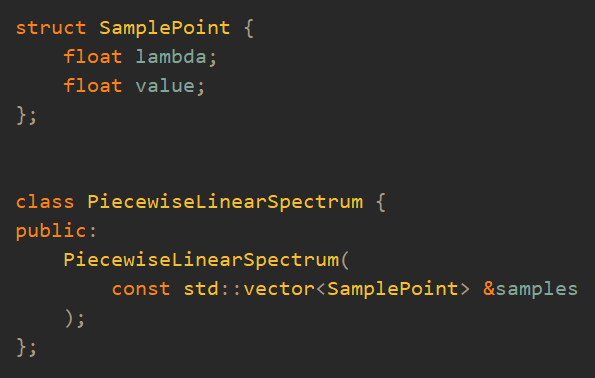 struct SamplePoint {
    float lambda;
    float value;
};
class PiecewiseLinearSpectrum {
public:
    PiecewiseLinearSpectrum(
        const std::vector<SamplePoint> &samples
    );
};